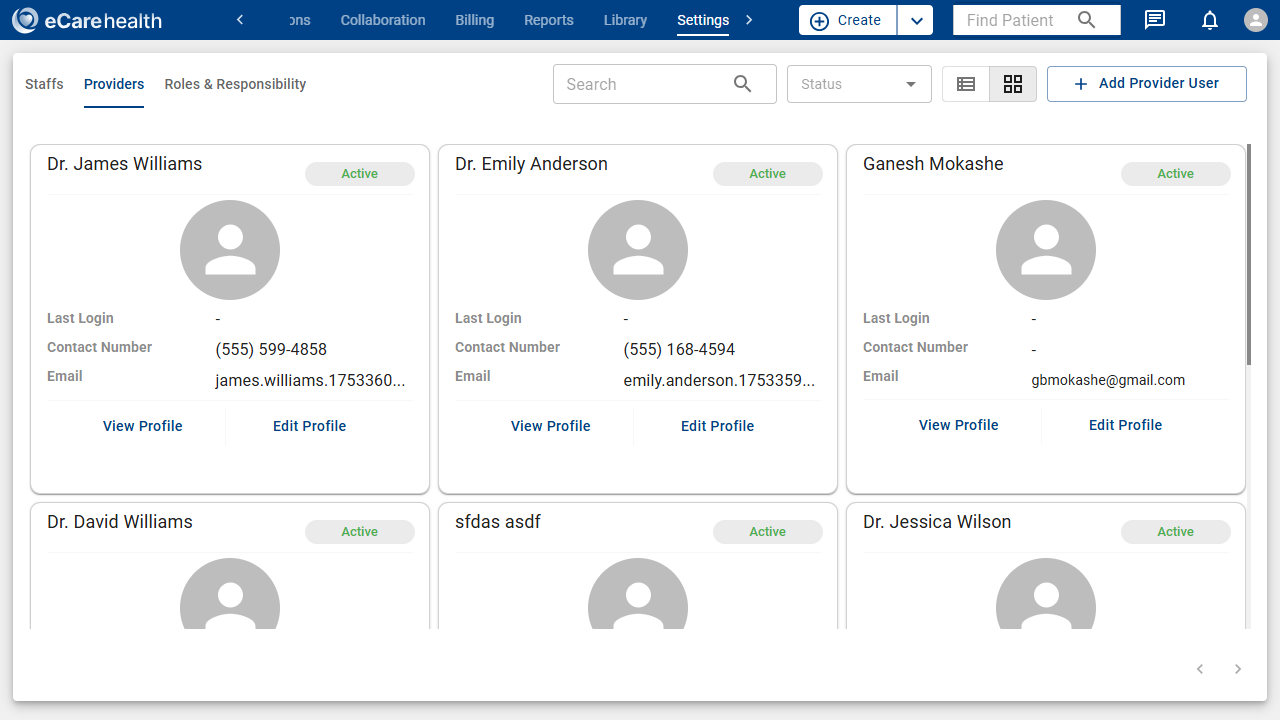 eCarehealth
ons Collaboration Billing Reports Library Settings Create Find Patient
Staffs Providers Roles & Responsibility Search Status Add Provider User
Dr. James Williams Active
Last Login -
Contact Number (555) 599-4858
Email james.williams.1753360...
View Profile Edit Profile
Dr. Emily Anderson Active
Last Login -
Contact Number (555) 168-4594
Email emily.anderson.1753359...
View Profile Edit Profile
Ganesh Mokashe Active
Last Login -
Contact Number -
Email gbmokashe@gmail.com
View Profile Edit Profile
Dr. David Williams Active
sfdas asdf Active
Dr. Jessica Wilson Active